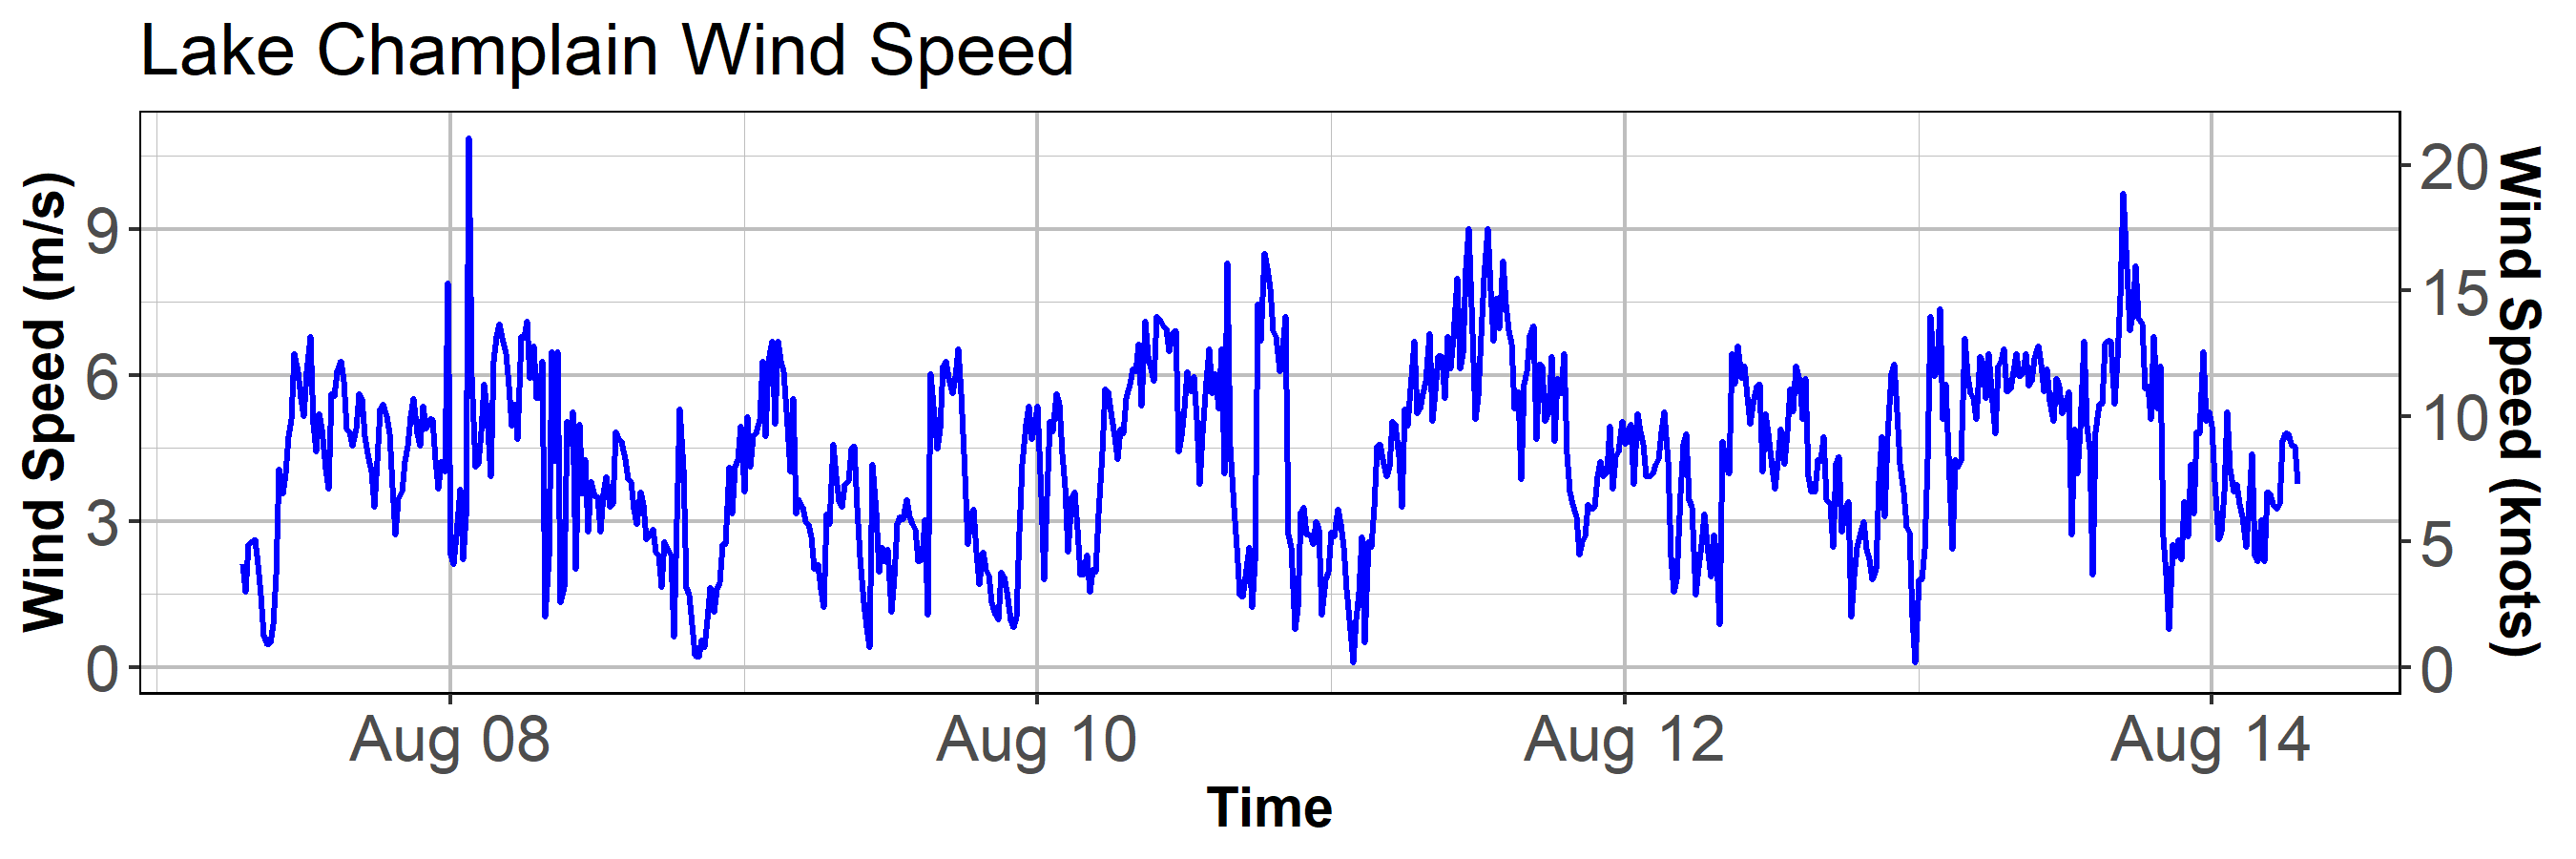 Lake Champlain Wind Speed
Wind Speed (m/s)
9
6
3
0
20
15
10
5
0
Wind Speed (knots)
Aug 08
Aug 10
Aug 12
Aug 14
Time